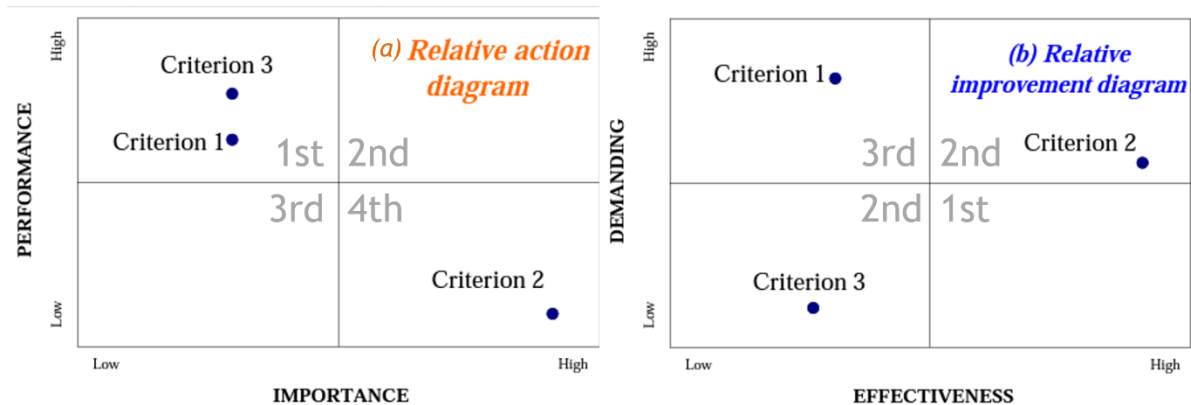 High
(a) Relative action
diagram
Criterion 3
Criterion 1
1st
2nd
3rd
4th
Criterion 2
PERFORMANCE
Low
Low
High
IMPORTANCE
High
(b) Relative
improvement diagram
Criterion 1
Criterion 2
3rd
2nd
2nd
1st
Criterion 3
DEMANDING
Low
Low
High
EFFECTIVENESS